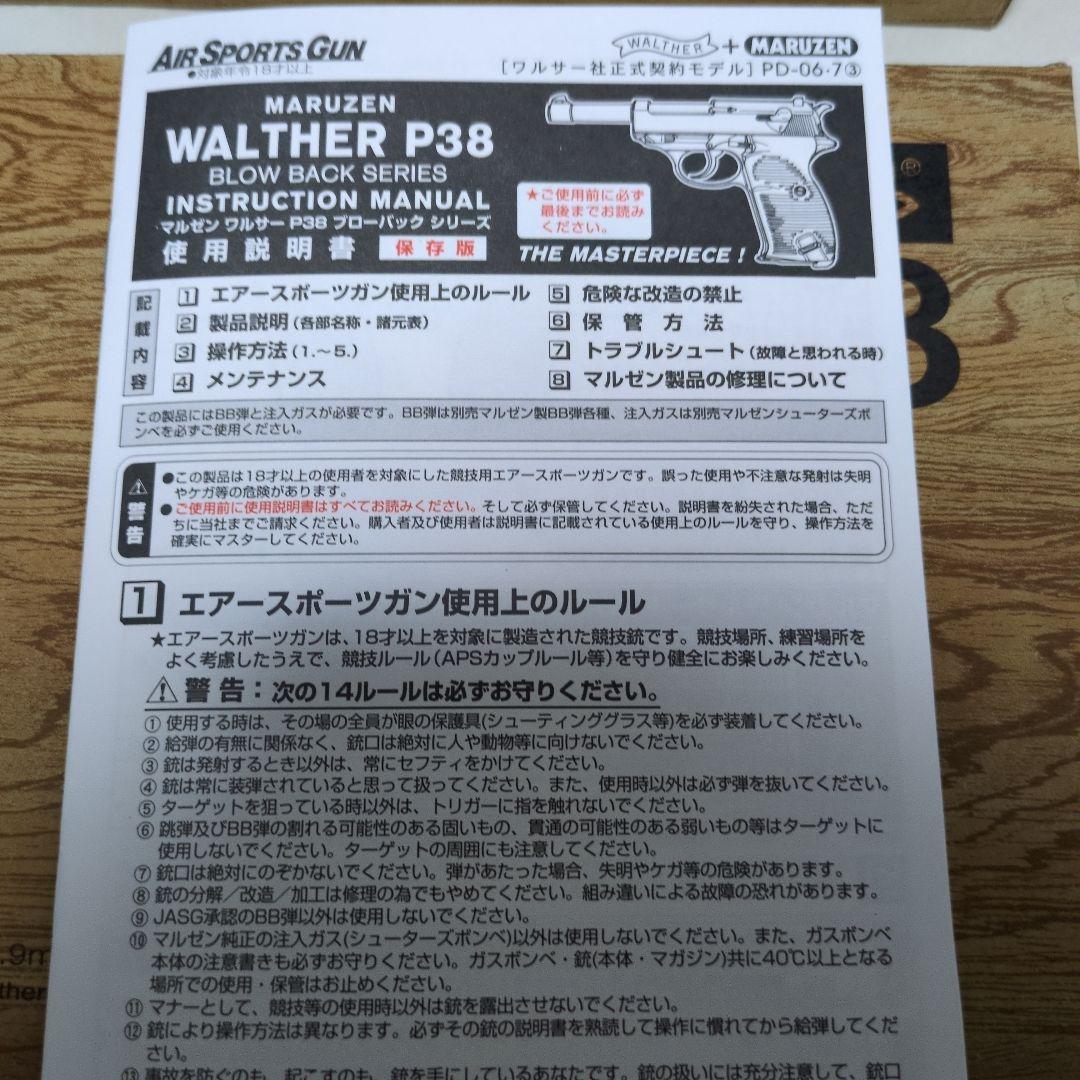 AIR SPORTS GUN
●対象年令18才以上
WALTHER + MARUZEN
[ワルサー社正式契約モデル] PD-06・7③
MARUZEN
WALTHER P38
BLOW BACK SERIES
INSTRUCTION MANUAL
マルゼン ワルサー P38 ブローバック シリーズ
使用説明書 保存版
★ご使用前に必ず
最後までお読み
ください。
THE MASTERPIECE !
記載内容
1 エアースポーツガン使用上のルール
2 製品説明(各部名称・諸元表)
3 操作方法(1.〜5.)
4 メンテナンス
5 危険な改造の禁止
6 保管方法
7 トラブルシュート(故障と思われる時)
8 マルゼン製品の修理について
この製品にはBB弾と注入ガスが必要です。BB弾は別売マルゼン製BB弾各種、注入ガスは別売マルゼンシューターズボ
ンベを必ずご使用ください。
⚠警告
●この製品は18才以上の使用者を対象にした競技用エアースポーツガンです。誤った使用や不注意な発射は失明
やケガ等の危険があります。
●ご使用前に使用説明書はすべてお読みください。そして必ず保管してください。説明書を紛失された場合、ただ
ちに当社までご請求ください。購入者及び使用者は説明書に記載されている使用上のルールを守り、操作方法を
確実にマスターしてください。
1 エアースポーツガン使用上のルール
★エアースポーツガンは、18才以上を対象に製造された競技銃です。競技場所、練習場所を
よく考慮したうえで、競技ルール(APSカップルール等)を守り健全にお楽しみください。
⚠警告:次の14ルールは必ずお守りください。
①使用する時は、その場の全員が眼の保護具(シューティンググラス等)を必ず装着してください。
②給弾の有無に関係なく、銃口は絶対に人や動物等に向けないでください。
③銃は発射するとき以外は、常にセフティをかけてください。
④銃は常に装弾されていると思って扱ってください。また、使用時以外は必ず弾を抜いてください。
⑤ターゲットを狙っている時以外は、トリガーに指を触れないでください。
⑥跳弾及びBB弾の割れる可能性のある固いもの、貫通の可能性のある弱いもの等はターゲットに
使用しないでください。ターゲットの周囲にも注意してください。
⑦銃口は絶対にのぞかないでください。弾があたった場合、失明やケガ等の危険があります。
⑧銃の分解/改造/加工は修理の為でもやめてください。組み違いによる故障の恐れがあります。
⑨JASG承認のBB弾以外は使用しないでください。
⑩マルゼン純正の注入ガス(シューターズボンベ)以外は使用しないでください。また、ガスボンベ
本体の注意書きも必ずお守りください。ガスボンベ・銃(本体・マガジン)共に40℃以上となる
場所での使用・保管はお止めください。
⑪マナーとして、競技等の使用時以外は銃を露出させないでください。
⑫銃により操作方法は異なります。必ずその銃の説明書を熟読して操作に慣れてから給弾してくだ
さい。
⑬事故を防ぐのも、起こすのも、銃を手にしているあなたです。銃の扱いには充分注意して、銃口
®
8
.9m
ther